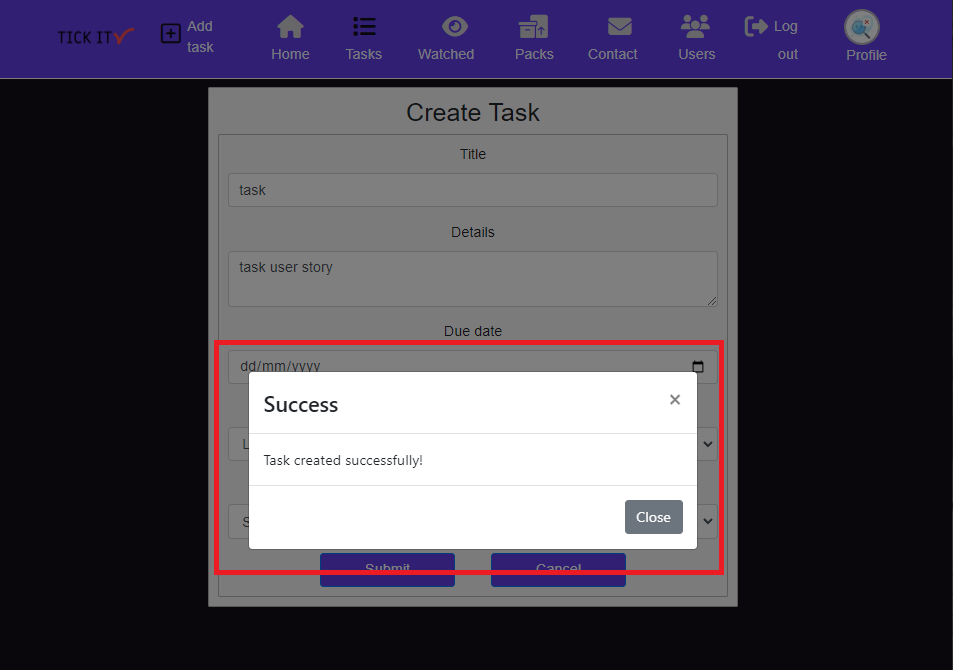 TICK IT
Add
task
Home
Tasks
Watched
Packs
Contact
Users
Log
out
Profile
Create Task
Title
task
Details
task user story
Due date
dd/mm/yyyy
Success
×
Task created successfully!
Close
Submit
Cancel